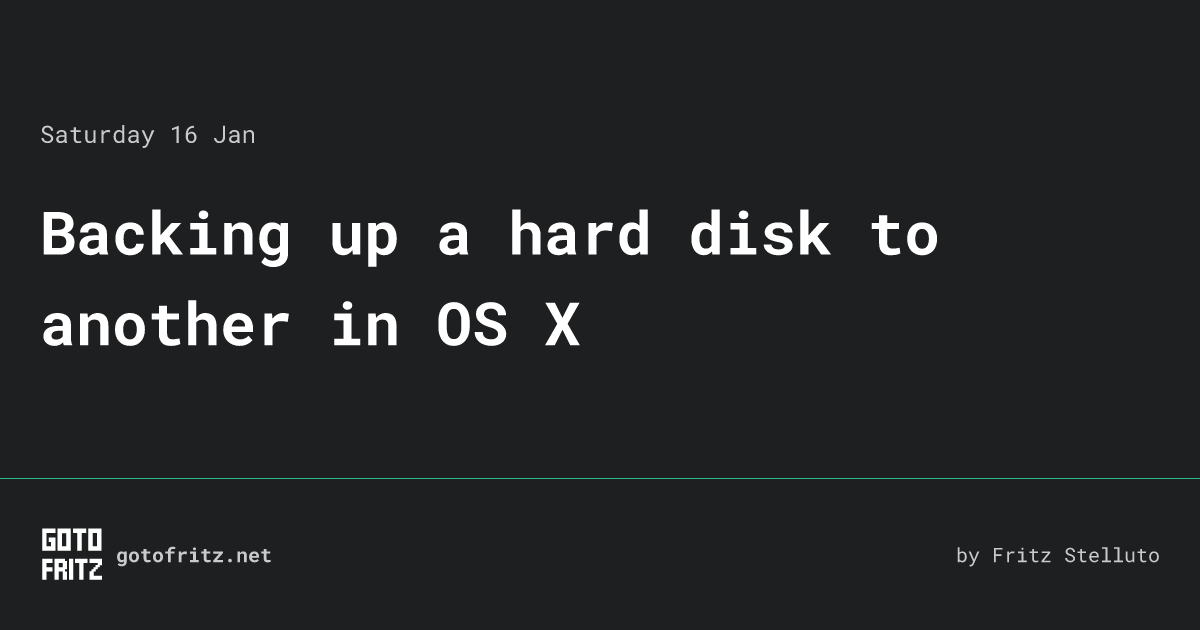 Saturday 16 Jan
Backing up a hard disk to
another in OS X
GOTO
FRITZ
gotofritz.net
by Fritz Stelluto